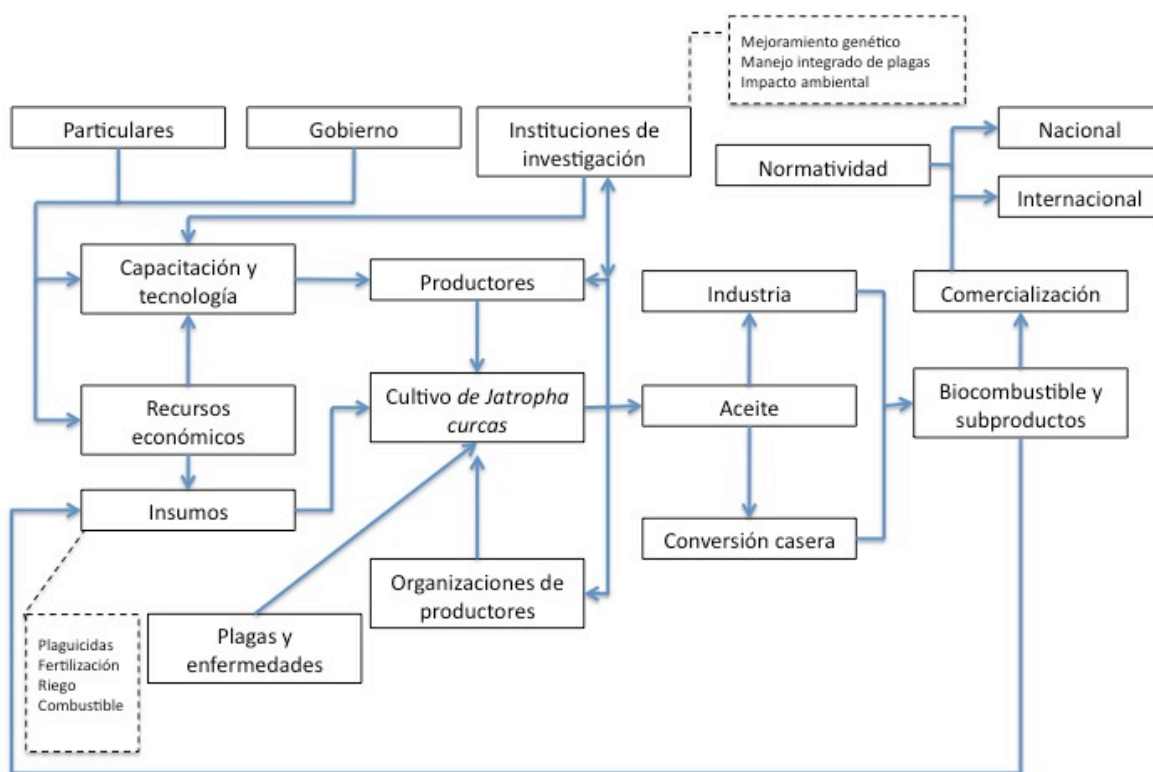 Mejoramiento genético
Manejo integrado de plagas
Impacto ambiental
Particulares
Gobierno
Instituciones de
investigación
Nacional
Normatividad
Internacional
Capacitación y
tecnología
Productores
Industria
Comercialización
Recursos
económicos
Cultivo de Jatropha
curcas
Aceite
Biocombustible y
subproductos
Insumos
Conversión casera
Organizaciones de
productores
Plagas y
enfermedades
Plaguicidas
Fertilización
Riego
Combustible